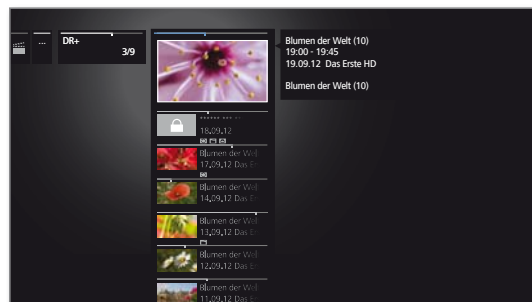 ...
DR+
3/9
Blumen der Welt (10)
19:00 - 19:45
19.09.12 Das Erste HD
Blumen der Welt (10)
18.09.12
Blumen der Wel
17.09.12 Das Er
Blumen der Wel
14.09.12 Das E
Blumen der Wel
13.09.12 Das E
Blumen der Wel
12.09.12 Das E
Blumen der Wel
11.09.12 Das E